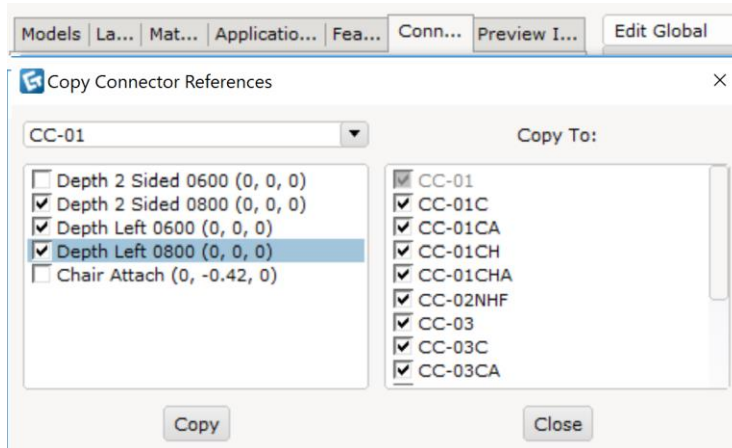 Models La... Mat... Applicatio... Fea... Conn... Preview I... Edit Global
Copy Connector References
CC-01
Copy To:
Depth 2 Sided 0600 (0, 0, 0)
Depth 2 Sided 0800 (0, 0, 0)
Depth Left 0600 (0, 0, 0)
Depth Left 0800 (0, 0, 0)
Chair Attach (0, -0.42, 0)
CC-01
CC-01C
CC-01CA
CC-01CH
CC-01CHA
CC-02NHF
CC-03
CC-03C
CC-03CA
Copy
Close